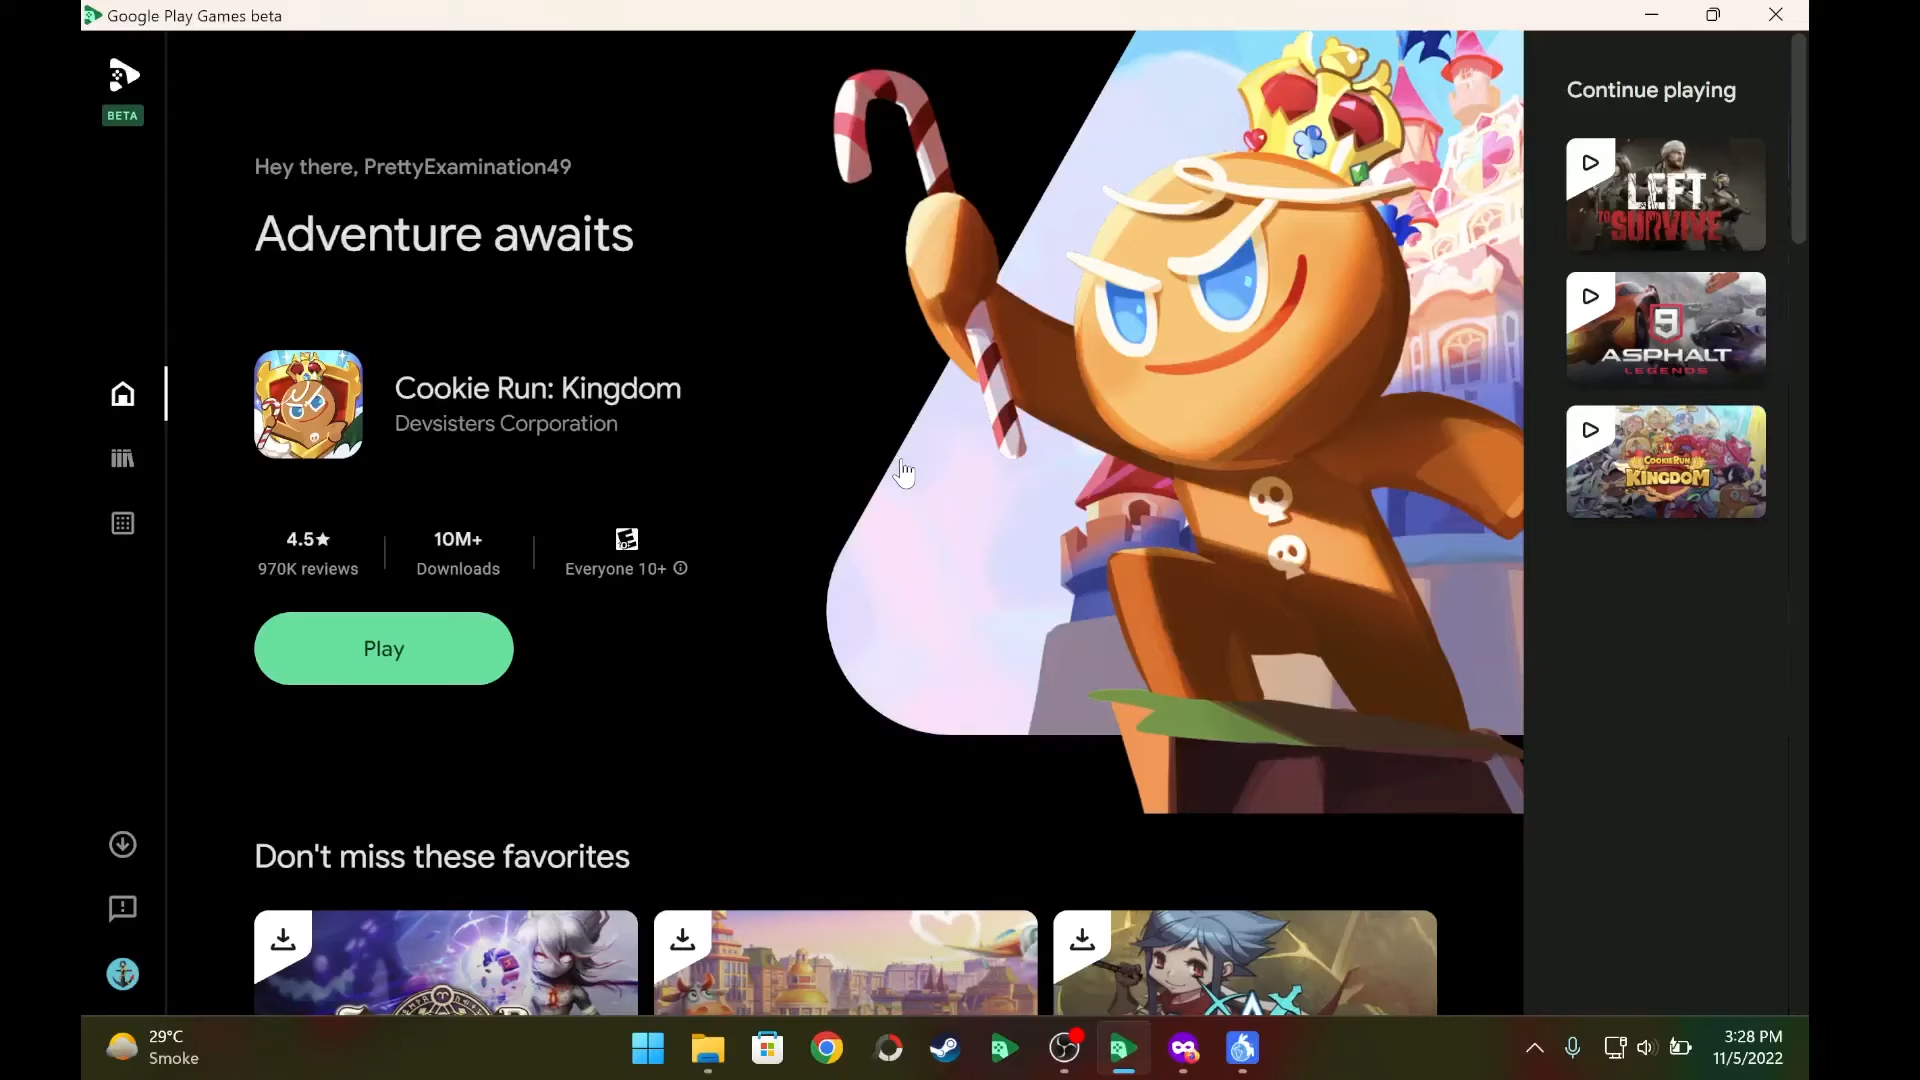 Google Play Games beta
BETA
Hey there, PrettyExamination49
Adventure awaits
Cookie Run: Kingdom
Devsisters Corporation
4.5★
970K reviews
10M+
Downloads
Everyone 10+
Play
Don't miss these favorites
Continue playing
LEFT
TO SURVIVE
9
ASPHALT
LEGENDS
COOKIE RUN
KINGDOM
29°C
Smoke
3:28 PM
11/5/2022